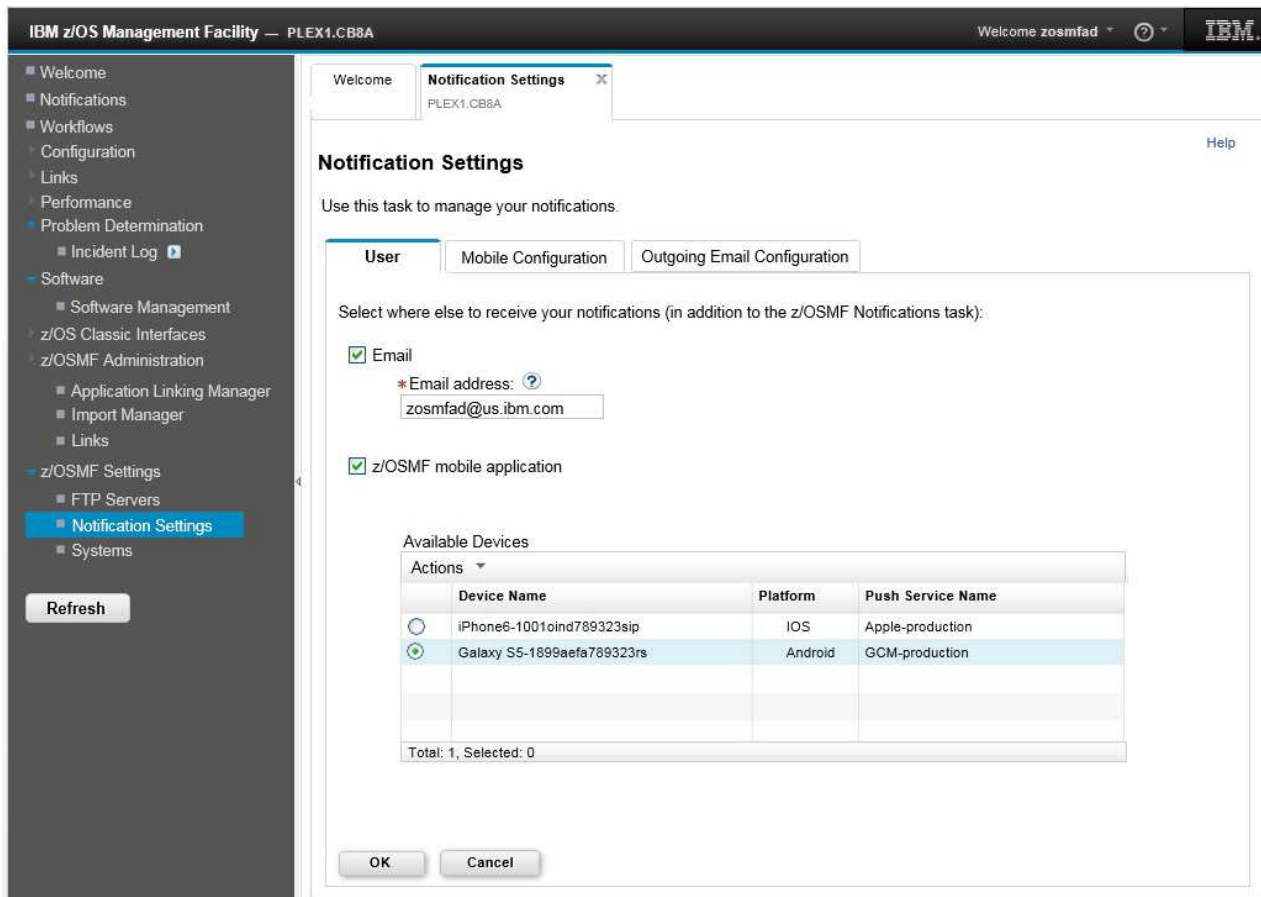 IBM z/OS Management Facility — PLEX1.CB8A
Welcome zosmfad
?
IBM.
Welcome
Notifications
Workflows
Configuration
Links
Performance
Problem Determination
Incident Log
Software
Software Management
z/OS Classic Interfaces
z/OSMF Administration
Application Linking Manager
Import Manager
Links
z/OSMF Settings
FTP Servers
Notification Settings
Systems
Refresh
Welcome
Notification Settings X
PLEX1.CB8A
Help
Notification Settings
Use this task to manage your notifications.
User
Mobile Configuration
Outgoing Email Configuration
Select where else to receive your notifications (in addition to the z/OSMF Notifications task):
Email
*Email address: ?
zosmfad@us.ibm.com
z/OSMF mobile application
Available Devices
Actions
Device Name Platform Push Service Name
iPhone6-1001oind789323sip IOS Apple-production
Galaxy S5-1899aefa789323rs Android GCM-production
Total: 1, Selected: 0
OK
Cancel